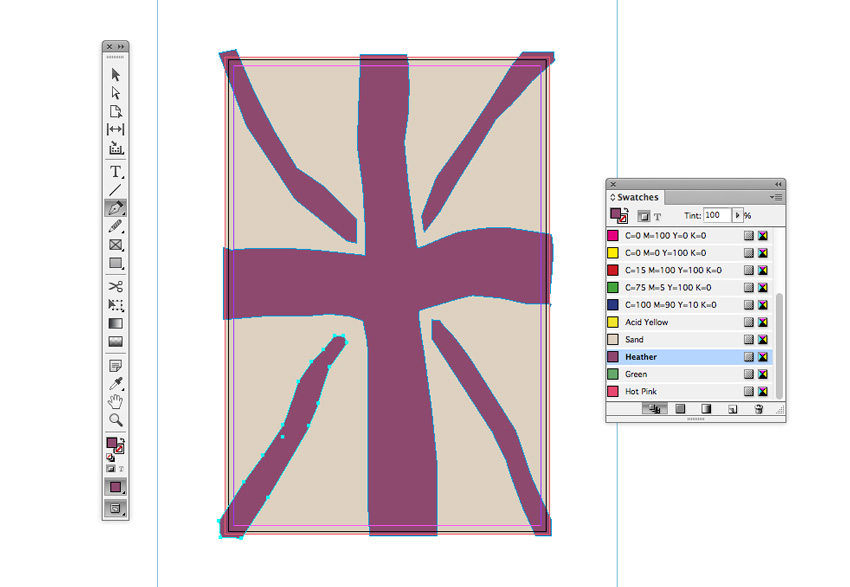 Swatches
T
Tint: 100 %
C=0 M=100 Y=0 K=0
C=0 M=0 Y=100 K=0
C=15 M=100 Y=100 K=0
C=75 M=5 Y=100 K=0
C=100 M=90 Y=10 K=0
Acid Yellow
Sand
Heather
Green
Hot Pink